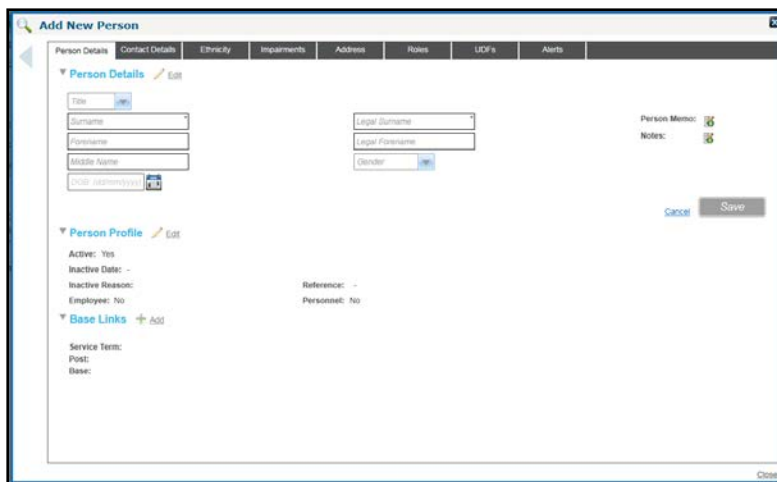 Add New Person
Person Details Contact Details Ethnicity Impairments Address Roles UDFs Alerts
Person Details Edit
Title
Surname * Legal Surname * Person Memo:
Forename Legal Forename Notes:
Middle Name Gender
DOB: (dd/mm/yyyy)
Cancel Save
Person Profile Edit
Active: Yes
Inactive Date: -
Inactive Reason: Reference: -
Employee: No Personnel: No
Base Links Add
Service Term:
Post:
Base:
Close